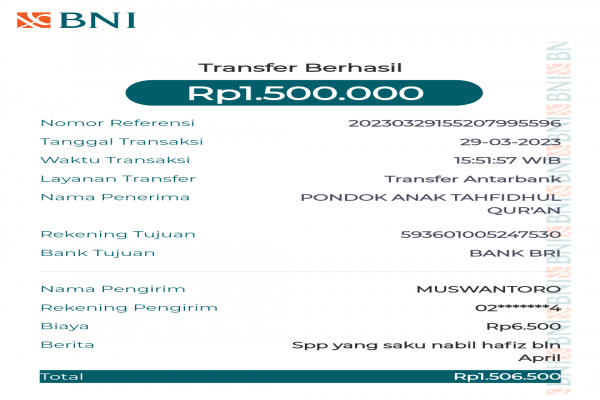 BNI
Transfer Berhasil
Rp1.500.000
Nomor Referensi 20230329155207995596
Tanggal Transaksi 29-03-2023
Waktu Transaksi 15:51:57 WIB
Layanan Transfer Transfer Antarbank
Nama Penerima PONDOK ANAK TAHFIDHUL
QUR'AN
Rekening Tujuan 593601005247530
Bank Tujuan BANK BRI
Nama Pengirim MUSWANTORO
Rekening Pengirim 02*******4
Biaya Rp6.500
Berita Spp yang saku nabil hafiz bln
April
Total Rp1.506.500
BNI BNI BNI BNI BNI BNI BN